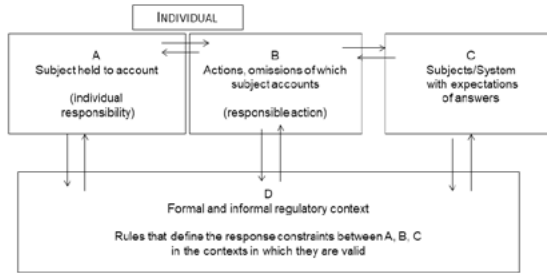 INDIVIDUAL
A
Subject held to account
(individual
responsibility)
B
Actions, omissions of which
subject accounts
(responsible action)
C
Subjects/System
with expectations
of answers
D
Formal and informal regulatory context
Rules that define the response constraints between A, B, C
in the contexts in which they are valid